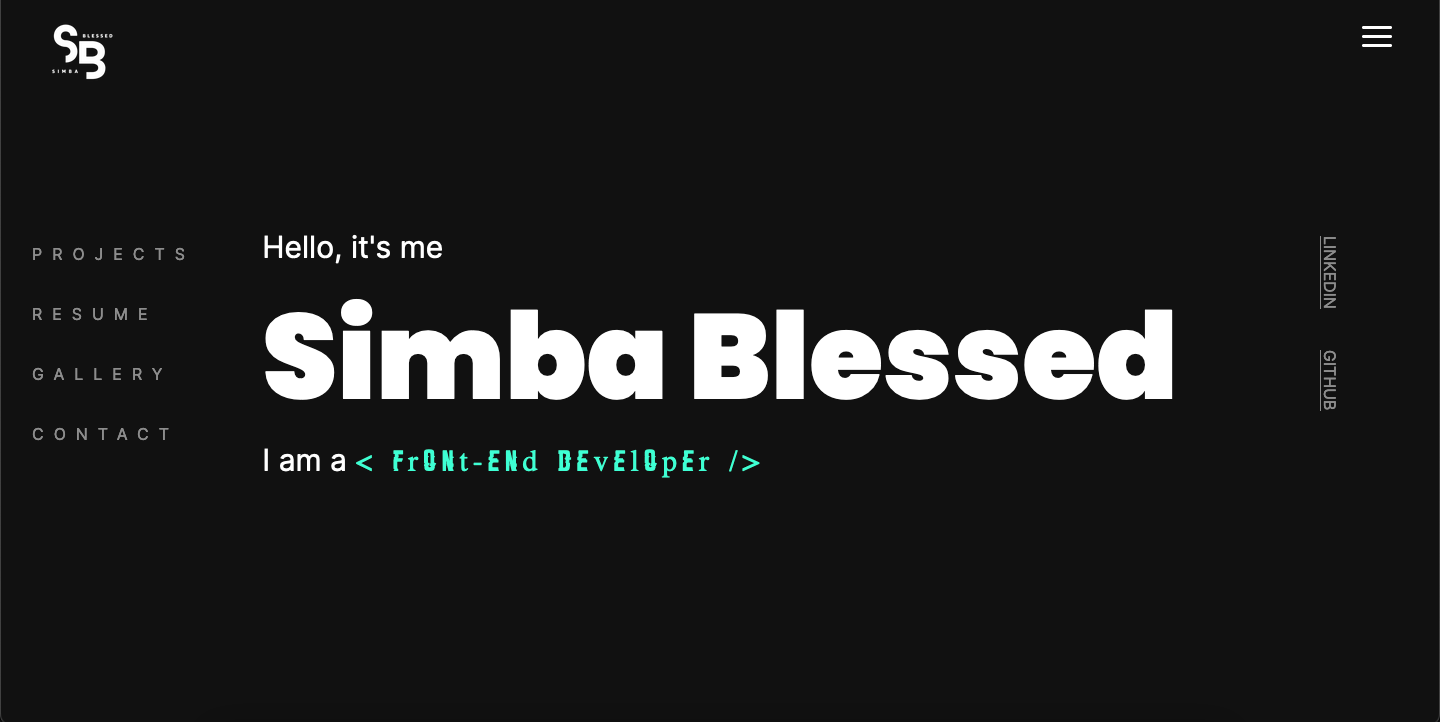 BLESSED
SB
SIMBA
PROJECTS
RESUME
GALLERY
CONTACT
Hello, it's me
Simba Blessed
I am a < FrONt-ENd DEvElOpEr />
LINKEDIN
GITHUB